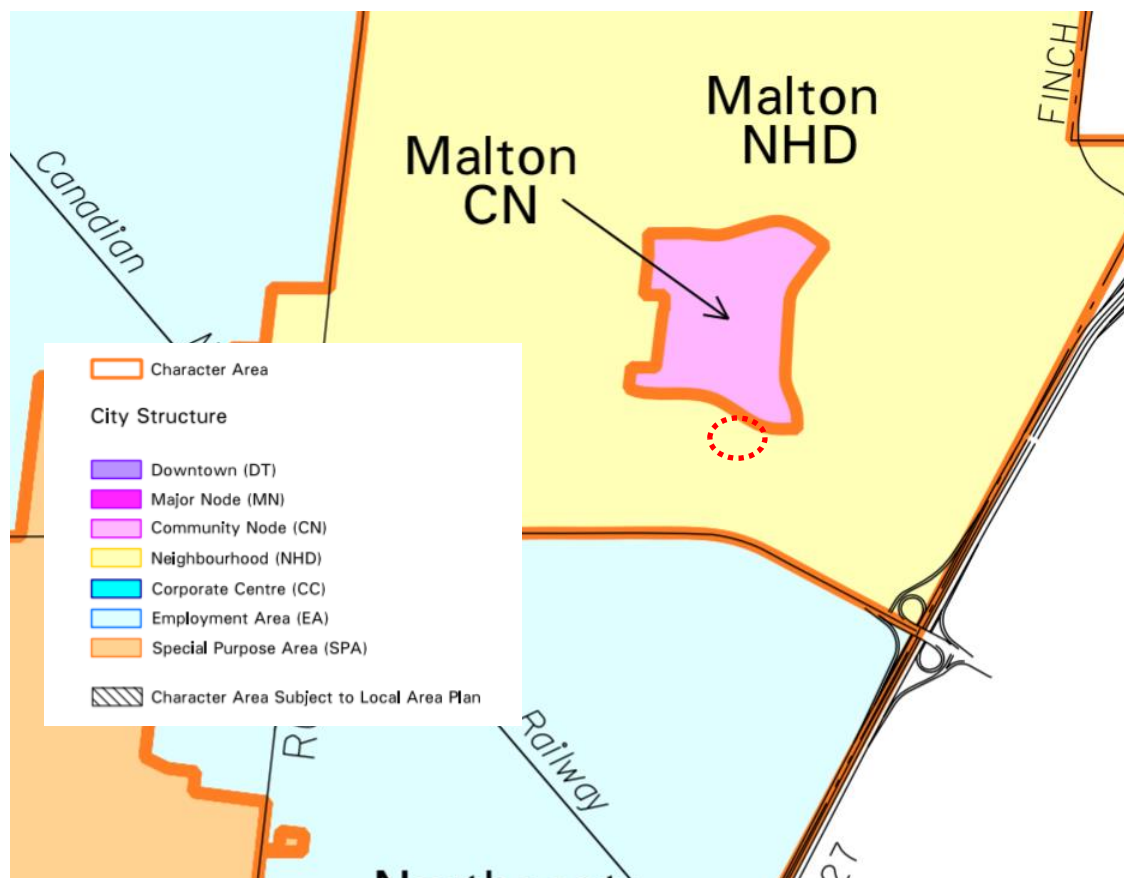 FINCH
Malton
NHD
Malton
CN
Canadian
Character Area
City Structure
Downtown (DT)
Major Node (MN)
Community Node (CN)
Neighbourhood (NHD)
Corporate Centre (CC)
Employment Area (EA)
Special Purpose Area (SPA)
Character Area Subject to Local Area Plan
Railway
27